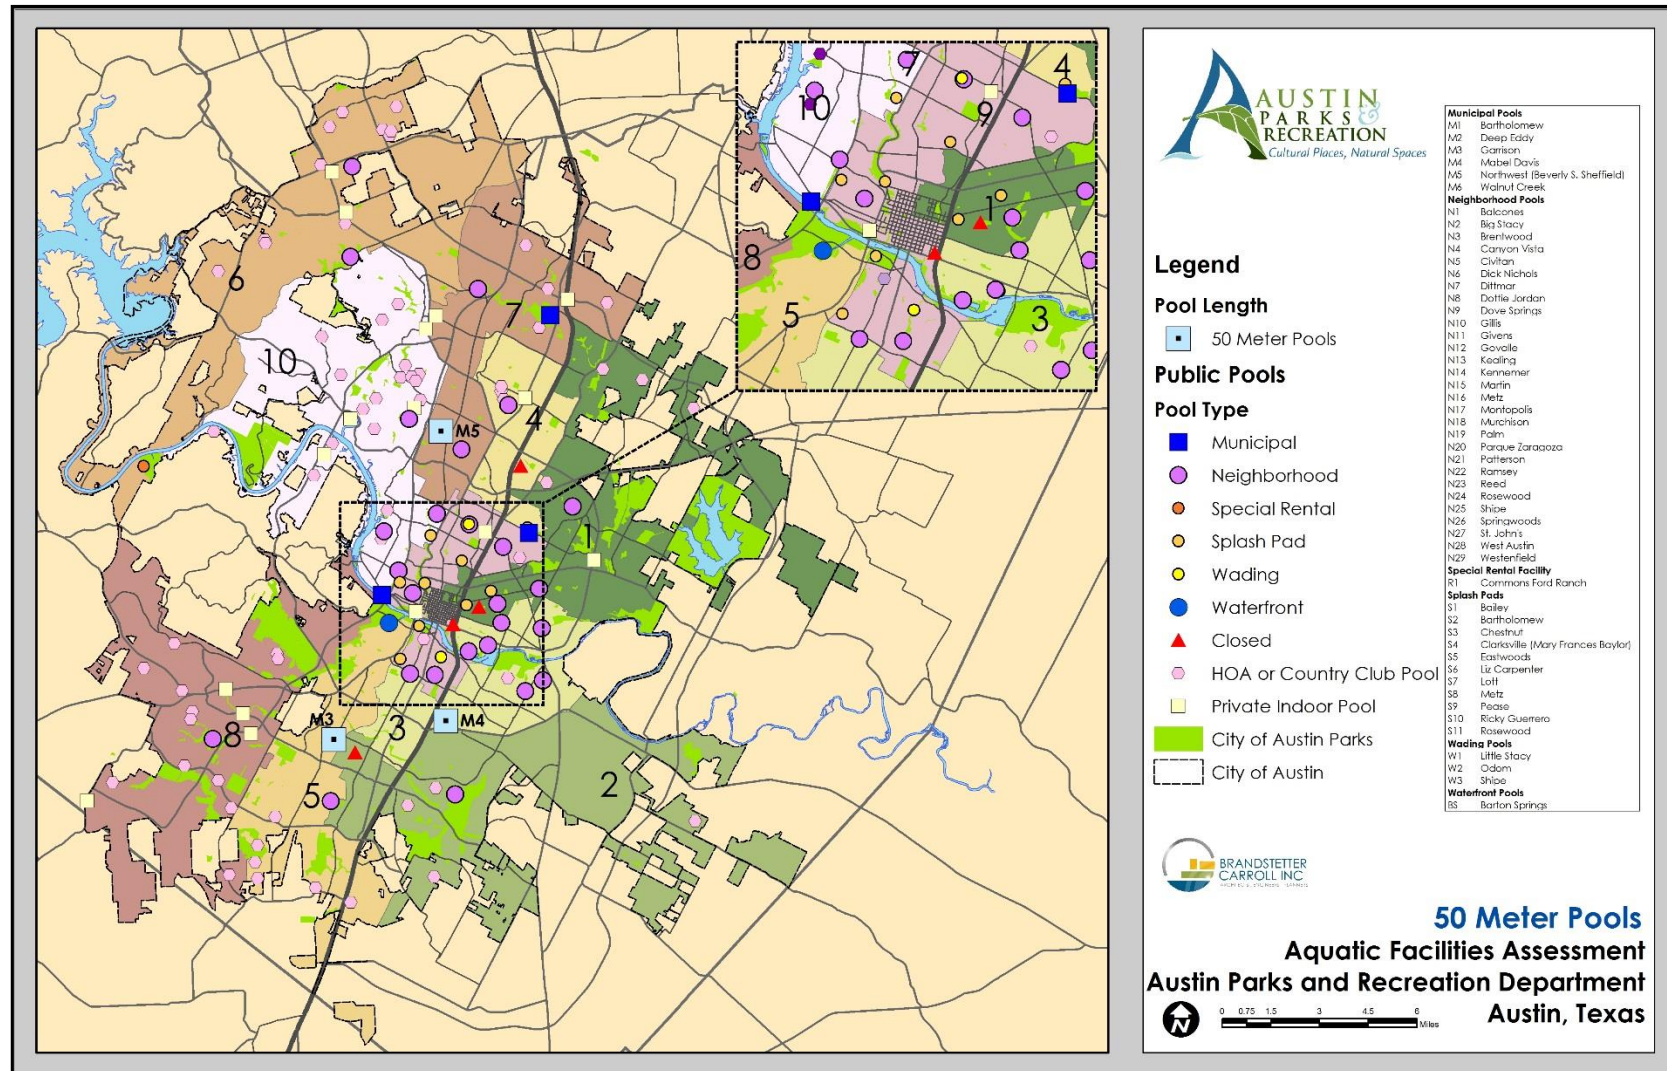 6
10
7
4
1
M5
8
M3
M4
3
5
2
7
4
10
9
1
8
5
3
AUSTIN
PARKS &
RECREATION
Cultural Places, Natural Spaces
Legend
Pool Length
50 Meter Pools
Public Pools
Pool Type
Municipal
Neighborhood
Special Rental
Splash Pad
Wading
Waterfront
Closed
HOA or Country Club Pool
Private Indoor Pool
City of Austin Parks
City of Austin
Municipal Pools
M1 Bartholomew
M2 Deep Eddy
M3 Garrison
M4 Mabel Davis
M5 Northwest (Beverly S. Sheffield)
M6 Walnut Creek
Neighborhood Pools
N1 Balcones
N2 Big Stacy
N3 Brentwood
N4 Canyon Vista
N5 Civitan
N6 Dick Nichols
N7 Dittmar
N8 Dottie Jordan
N9 Dove Springs
N10 Gillis
N11 Givens
N12 Govalle
N13 Kealing
N14 Kennemer
N15 Martin
N16 Metz
N17 Montopolis
N18 Murchison
N19 Palm
N20 Parque Zaragoza
N21 Patterson
N22 Ramsey
N23 Reed
N24 Rosewood
N25 Shipe
N26 Springwoods
N27 St. John's
N28 West Austin
N29 Westenfield
Special Rental Facility
R1 Commons Ford Ranch
Splash Pads
S1 Bailey
S2 Bartholomew
S3 Chestnut
S4 Clarksville (Mary Frances Baylor)
S5 Eastwoods
S6 Liz Carpenter
S7 Lott
S8 Metz
S9 Pease
S10 Ricky Guerrero
S11 Rosewood
Wading Pools
W1 Little Stacy
W2 Odom
W3 Shipe
Waterfront Pools
BS Barton Springs
BRANDSTETTER
CARROLL INC
ARCHITECTS . ENGINEERS . PLANNERS
50 Meter Pools
Aquatic Facilities Assessment
Austin Parks and Recreation Department
Austin, Texas
N
0 0.75 1.5 3 4.5 6
Miles